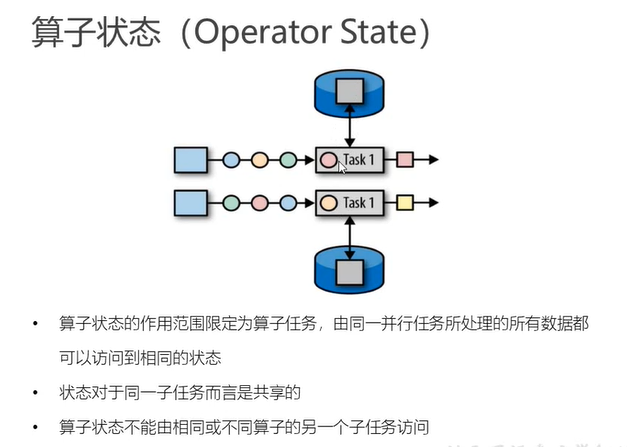 算子状态（Operator State）
Task 1
Task 1
• 算子状态的作用范围限定为算子任务，由同一并行任务所处理的所有数据都
可以访问到相同的状态
• 状态对于同一子任务而言是共享的
• 算子状态不能由相同或不同算子的另一个子任务访问